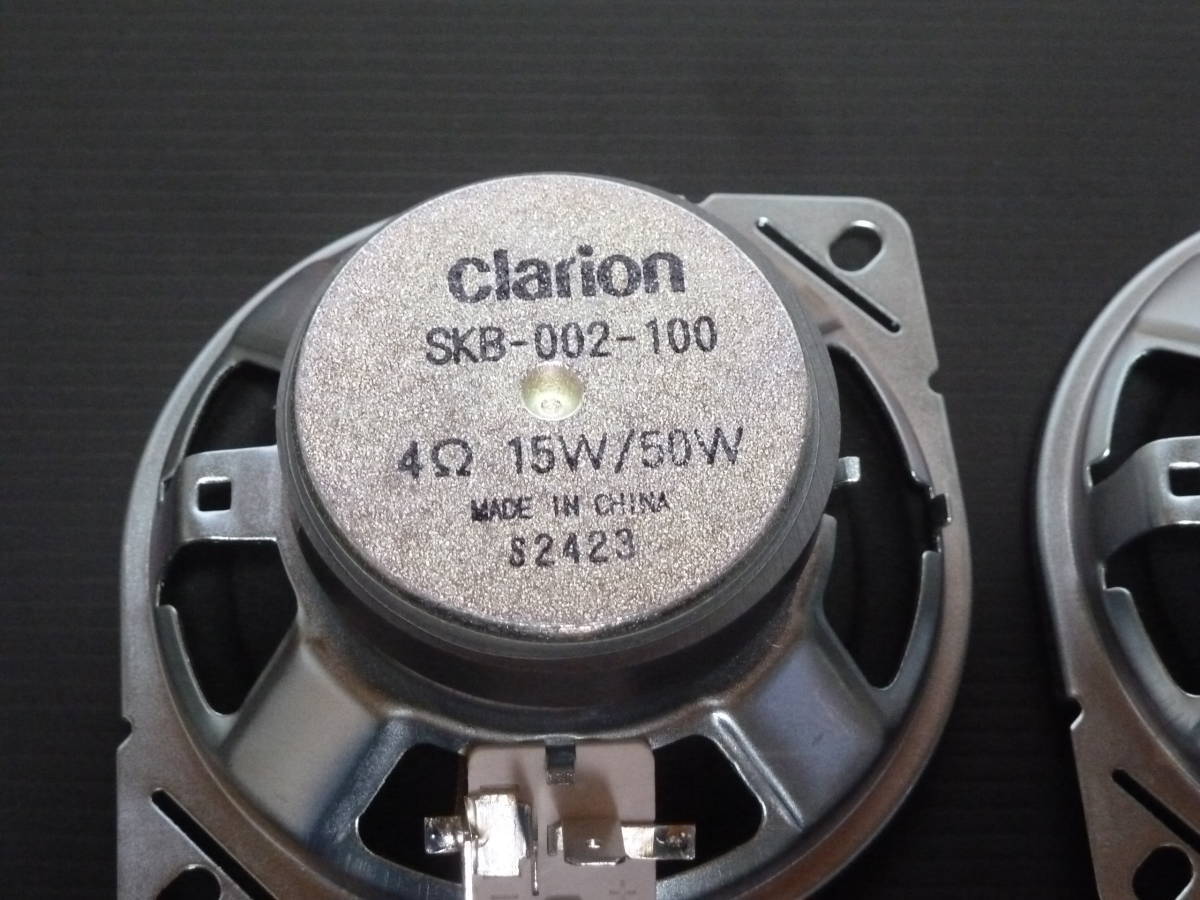 clarion
SKB-002-100
4Ω 15W/50W
MADE IN CHINA
S2423